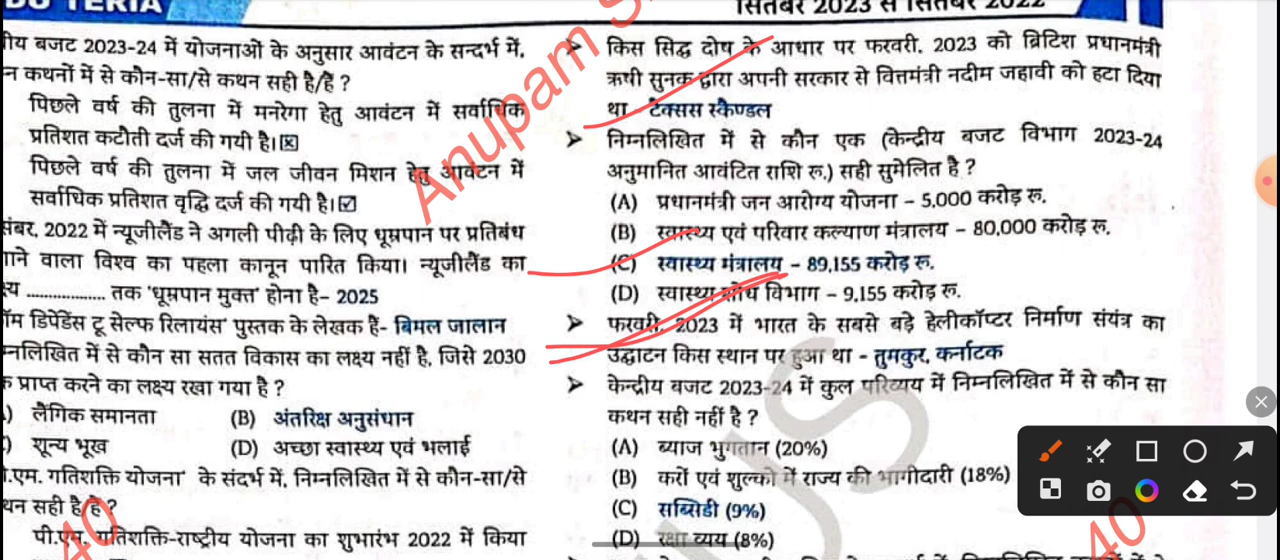 DU TERIA
सितंबर 2023 से सितंबर 2022
Anupam S
ीय बजट 2023-24 में योजनाओं के अनुसार आवंटन के सन्दर्भ में,
न कथनों में से कौन-सा/से कथन सही है/हैं ?
पिछले वर्ष की तुलना में मनरेगा हेतु आवंटन में सर्वाधिक
प्रतिशत कटौती दर्ज की गयी है।☒
पिछले वर्ष की तुलना में जल जीवन मिशन हेतु आवंटन में
सर्वाधिक प्रतिशत वृद्धि दर्ज की गयी है।☑
संबर, 2022 में न्यूजीलैंड ने अगली पीढ़ी के लिए धूम्रपान पर प्रतिबंध
गाने वाला विश्व का पहला कानून पारित किया। न्यूजीलैंड का
्य ................. तक 'धूम्रपान मुक्त' होना है- 2025
ॉम डिपेंडेंस टू सेल्फ रिलायंस' पुस्तक के लेखक हैं- बिमल जालान
्नलिखित में से कौन सा सतत विकास का लक्ष्य नहीं है, जिसे 2030
क प्राप्त करने का लक्ष्य रखा गया है ?
) लैंगिक समानता (B) अंतरिक्ष अनुसंधान
) शून्य भूख (D) अच्छा स्वास्थ्य एवं भलाई
ी.एम. गतिशक्ति योजना' के संदर्भ में, निम्नलिखित में से कौन-सा/से
थन सही है/हैं ?
पी.एम. गतिशक्ति-राष्ट्रीय योजना का शुभारंभ 2022 में किया
40
➤ किस सिद्ध दोष के आधार पर फरवरी, 2023 को ब्रिटिश प्रधानमंत्री
ऋषी सुनक द्वारा अपनी सरकार से वित्तमंत्री नदीम जहावी को हटा दिया
था - टैक्सस स्कैण्डल
➤ निम्नलिखित में से कौन एक (केन्द्रीय बजट विभाग 2023-24
अनुमानित आवंटित राशि रू.) सही सुमेलित है ?
(A) प्रधानमंत्री जन आरोग्य योजना – 5,000 करोड़ रू.
(B) स्वास्थ्य एवं परिवार कल्याण मंत्रालय – 80,000 करोड़ रू.
(C) स्वास्थ्य मंत्रालय – 89,155 करोड़ रू.
(D) स्वास्थ्य शोध विभाग – 9,155 करोड़ रू.
➤ फरवरी, 2023 में भारत के सबसे बड़े हेलीकॉप्टर निर्माण संयंत्र का
उद्घाटन किस स्थान पर हुआ था - तुमकुर, कर्नाटक
➤ केन्द्रीय बजट 2023-24 में कुल परिव्यय में निम्नलिखित में से कौन सा
कथन सही नहीं है ?
(A) ब्याज भुगतान (20%)
(B) करों एवं शुल्कों में राज्य की भागीदारी (18%)
(C) सब्सिडी (9%)
(D) रक्षा व्यय (8%)
40
US